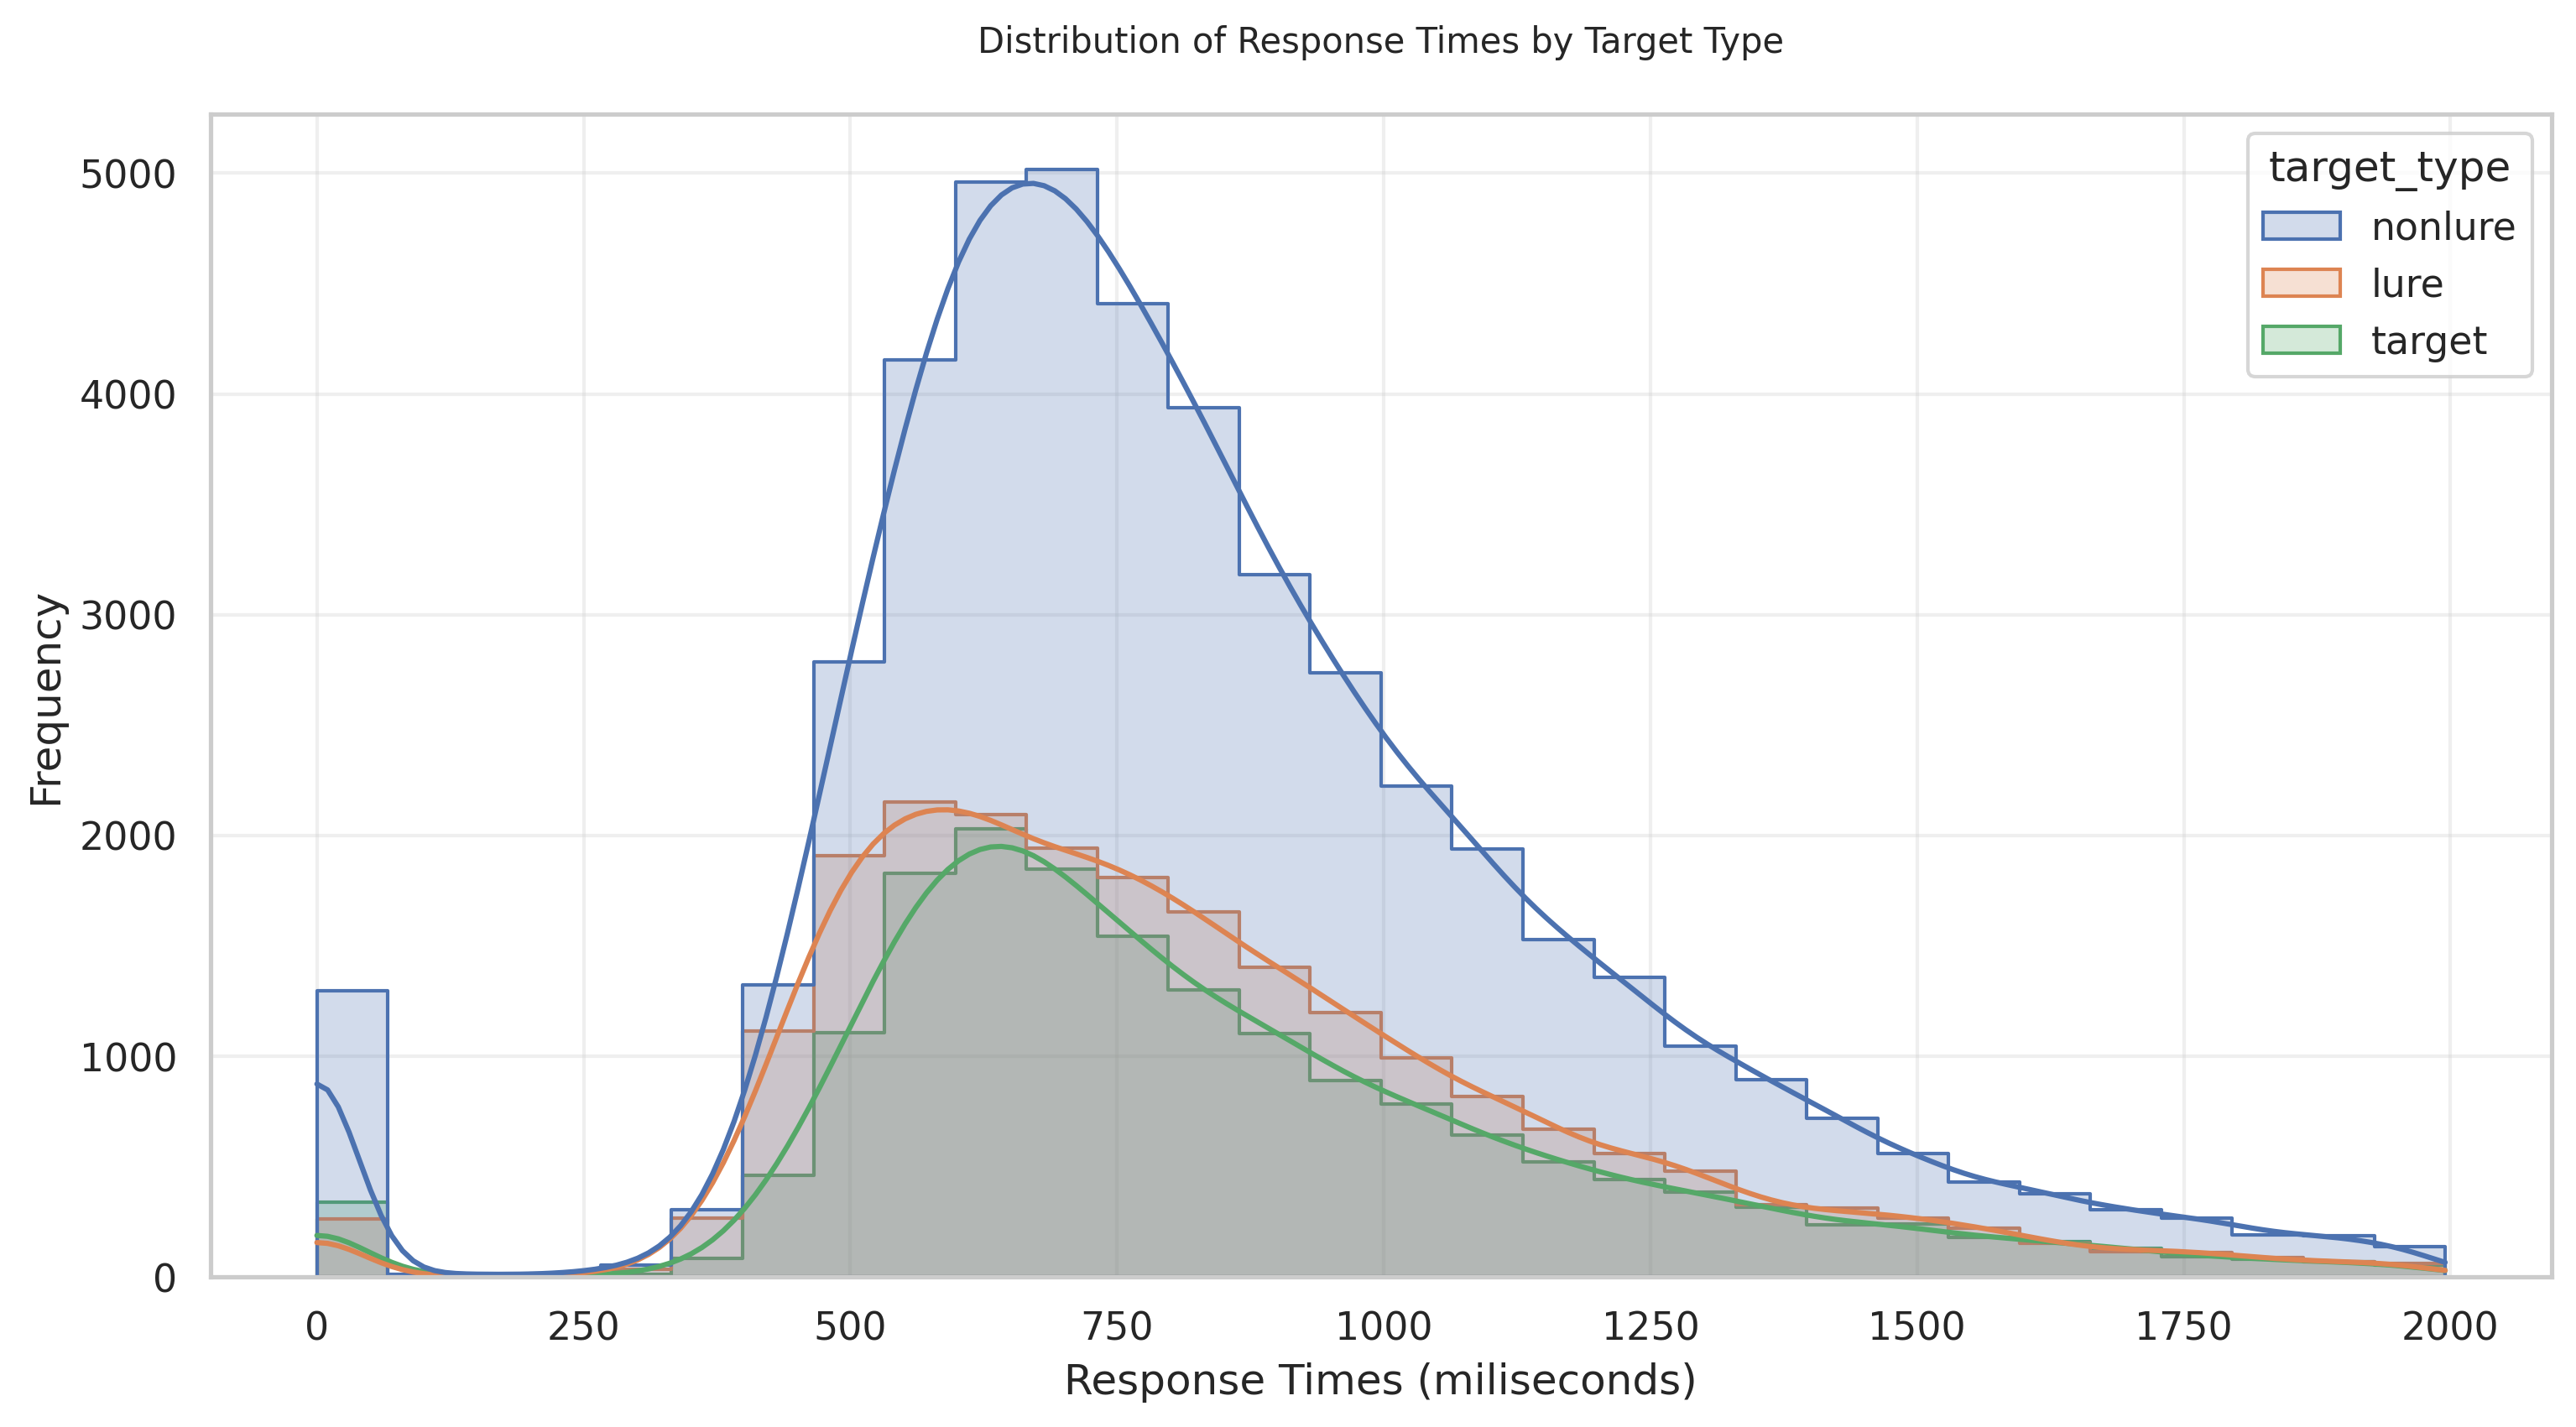 Distribution of Response Times by Target Type
target_type
nonlure
lure
target
Frequency
5000
4000
3000
2000
1000
0
0 250 500 750 1000 1250 1500 1750 2000
Response Times (miliseconds)